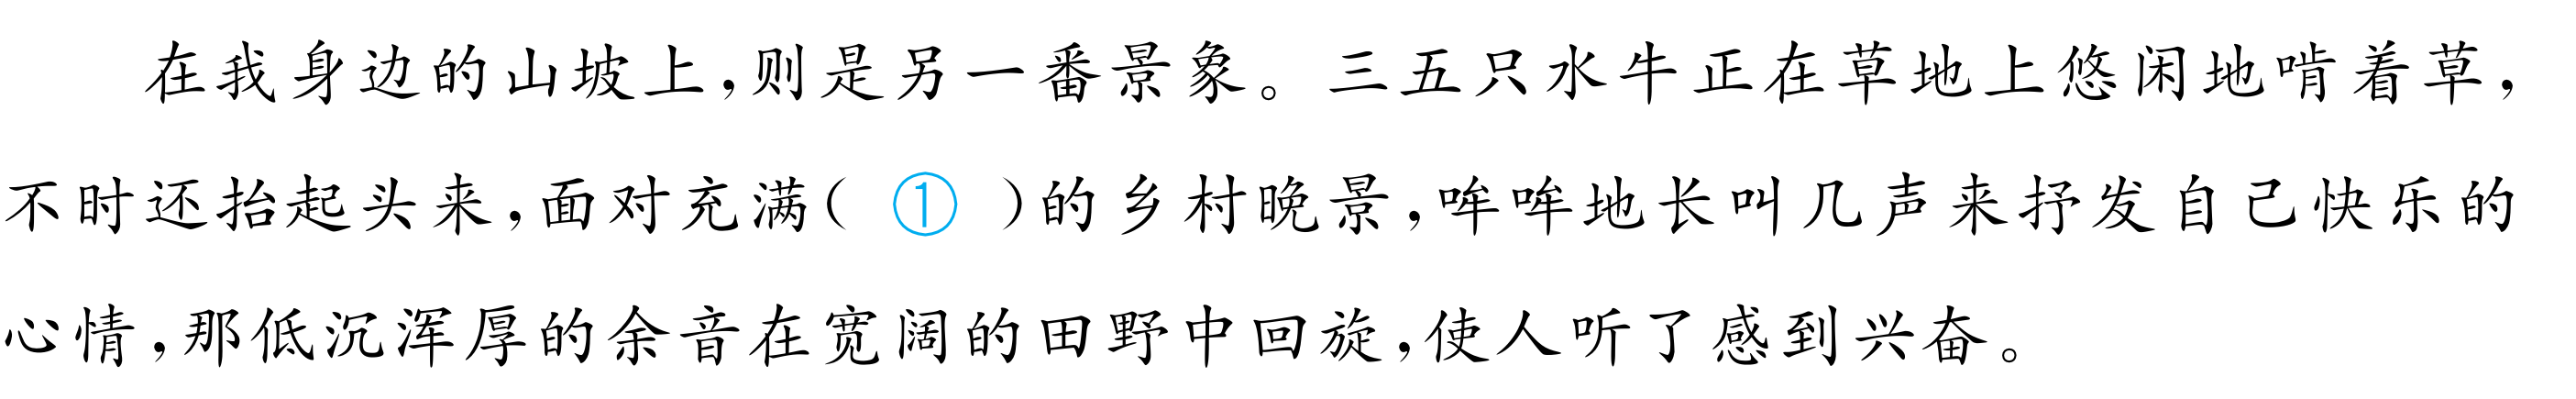 在我身边的山坡上,则是另一番景象。三五只水牛正在草地上悠闲地啃着草,
不时还抬起头来,面对充满( ① )的乡村晚景,哞哞地长叫几声来抒发自己快乐的
心情,那低沉浑厚的余音在宽阔的田野中回旋,使人听了感到兴奋。